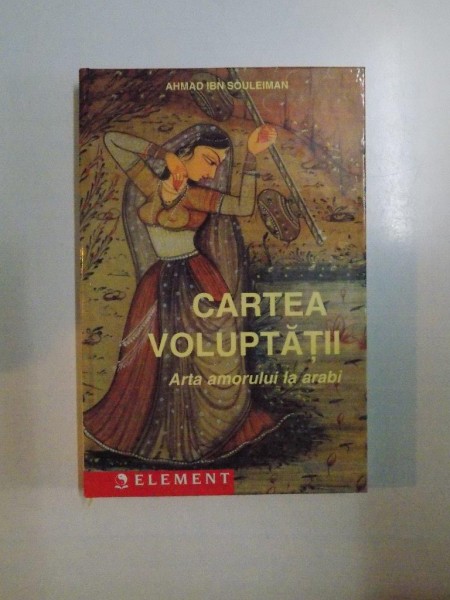 AHMAD IBN SOULEIMAN
CARTEA
VOLUPTĂȚII
Arta amorului la arabi
ELEMENT